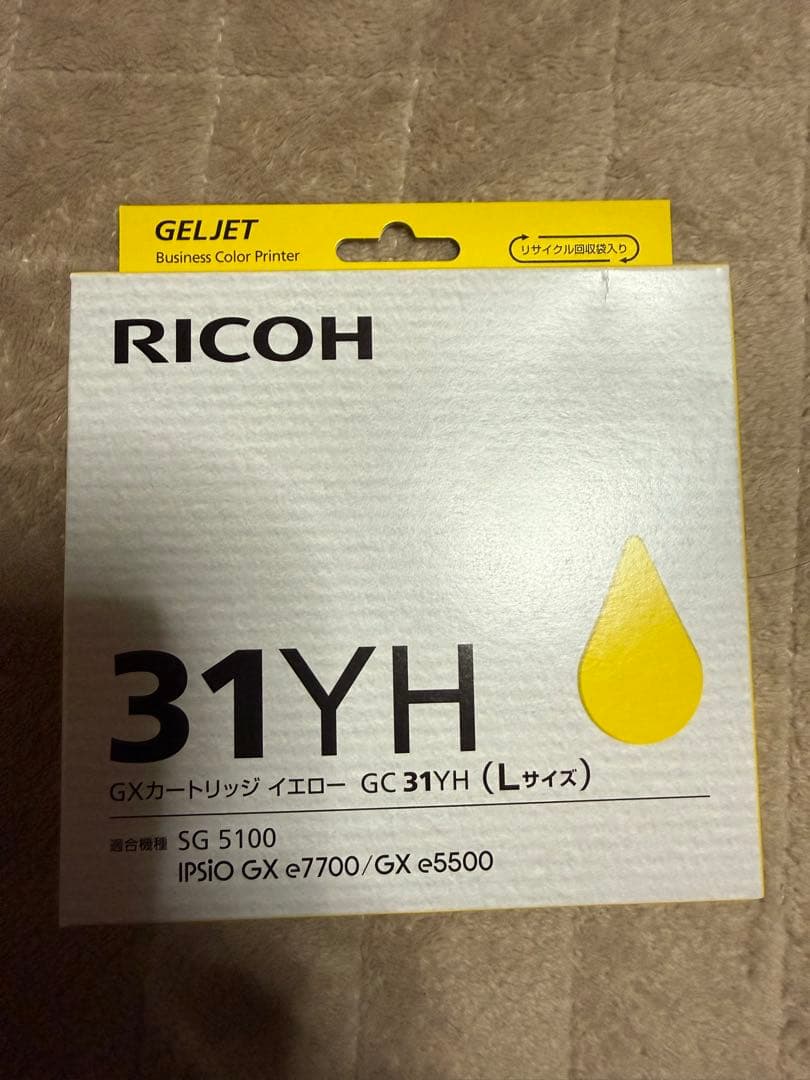 GELJET
Business Color Printer
リサイクル回収袋入り
RICOH
31YH
GXカートリッジ イエロー GC 31YH (Lサイズ)
適合機種 SG 5100
IPSiO GX e7700/GX e5500